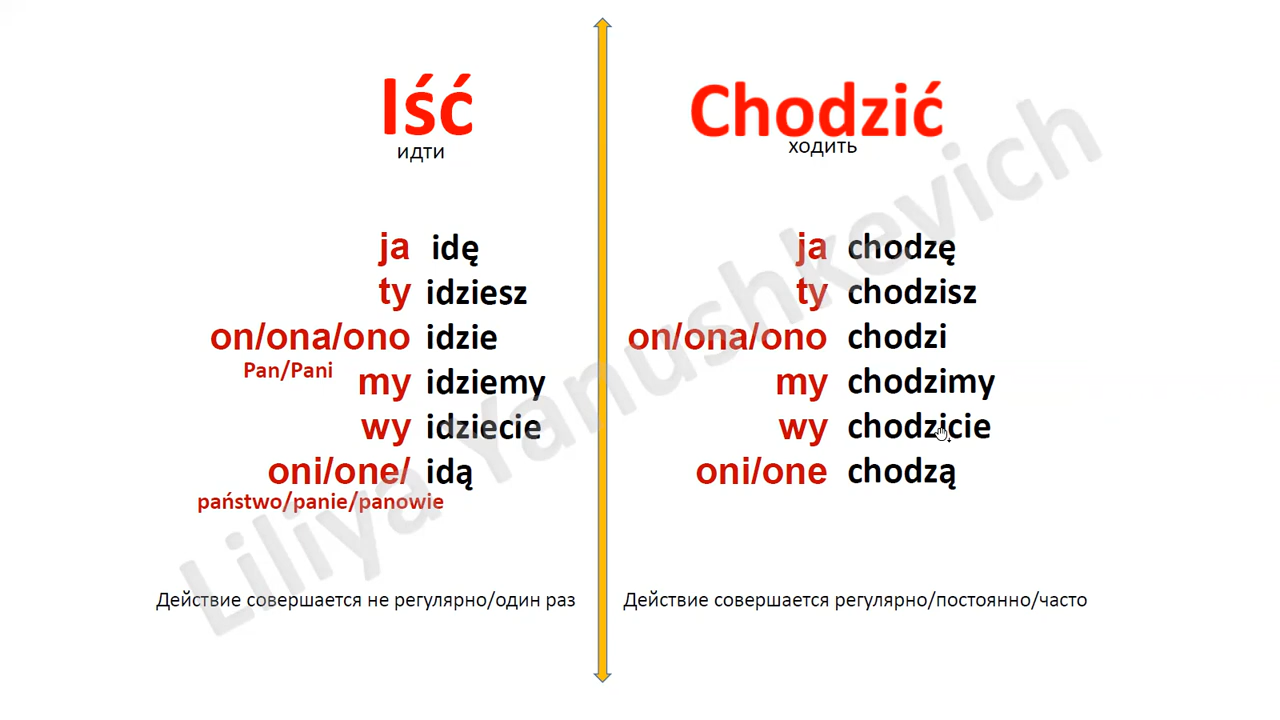 Iść
идти
ja idę
ty idziesz
on/ona/ono idzie
Pan/Pani
my idziemy
wy idziecie
oni/one/ idą
państwo/panie/panowie
Действие совершается не регулярно/один раз
Chodzić
ходить
ja chodzę
ty chodzisz
on/ona/ono chodzi
my chodzimy
wy chodzicie
oni/one chodzą
Действие совершается регулярно/постоянно/часто
Liliya Yanushkevich